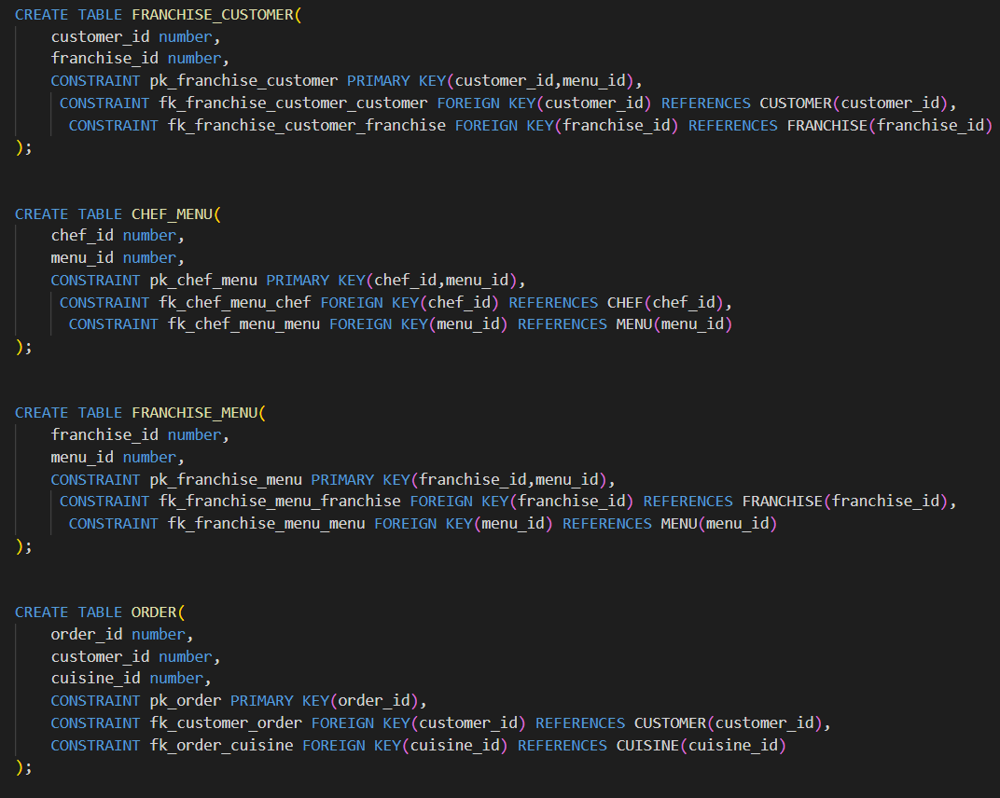 CREATE TABLE FRANCHISE_CUSTOMER(
    customer_id number,
    franchise_id number,
    CONSTRAINT pk_franchise_customer PRIMARY KEY(customer_id,menu_id),
     CONSTRAINT fk_franchise_customer_customer FOREIGN KEY(customer_id) REFERENCES CUSTOMER(customer_id),
      CONSTRAINT fk_franchise_customer_franchise FOREIGN KEY(franchise_id) REFERENCES FRANCHISE(franchise_id)
);
CREATE TABLE CHEF_MENU(
    chef_id number,
    menu_id number,
    CONSTRAINT pk_chef_menu PRIMARY KEY(chef_id,menu_id),
     CONSTRAINT fk_chef_menu_chef FOREIGN KEY(chef_id) REFERENCES CHEF(chef_id),
      CONSTRAINT fk_chef_menu_menu FOREIGN KEY(menu_id) REFERENCES MENU(menu_id)
);
CREATE TABLE FRANCHISE_MENU(
    franchise_id number,
    menu_id number,
    CONSTRAINT pk_franchise_menu PRIMARY KEY(franchise_id,menu_id),
     CONSTRAINT fk_franchise_menu_franchise FOREIGN KEY(franchise_id) REFERENCES FRANCHISE(franchise_id),
      CONSTRAINT fk_franchise_menu_menu FOREIGN KEY(menu_id) REFERENCES MENU(menu_id)
);
CREATE TABLE ORDER(
    order_id number,
    customer_id number,
    cuisine_id number,
    CONSTRAINT pk_order PRIMARY KEY(order_id),
    CONSTRAINT fk_customer_order FOREIGN KEY(customer_id) REFERENCES CUSTOMER(customer_id),
    CONSTRAINT fk_order_cuisine FOREIGN KEY(cuisine_id) REFERENCES CUISINE(cuisine_id)
);